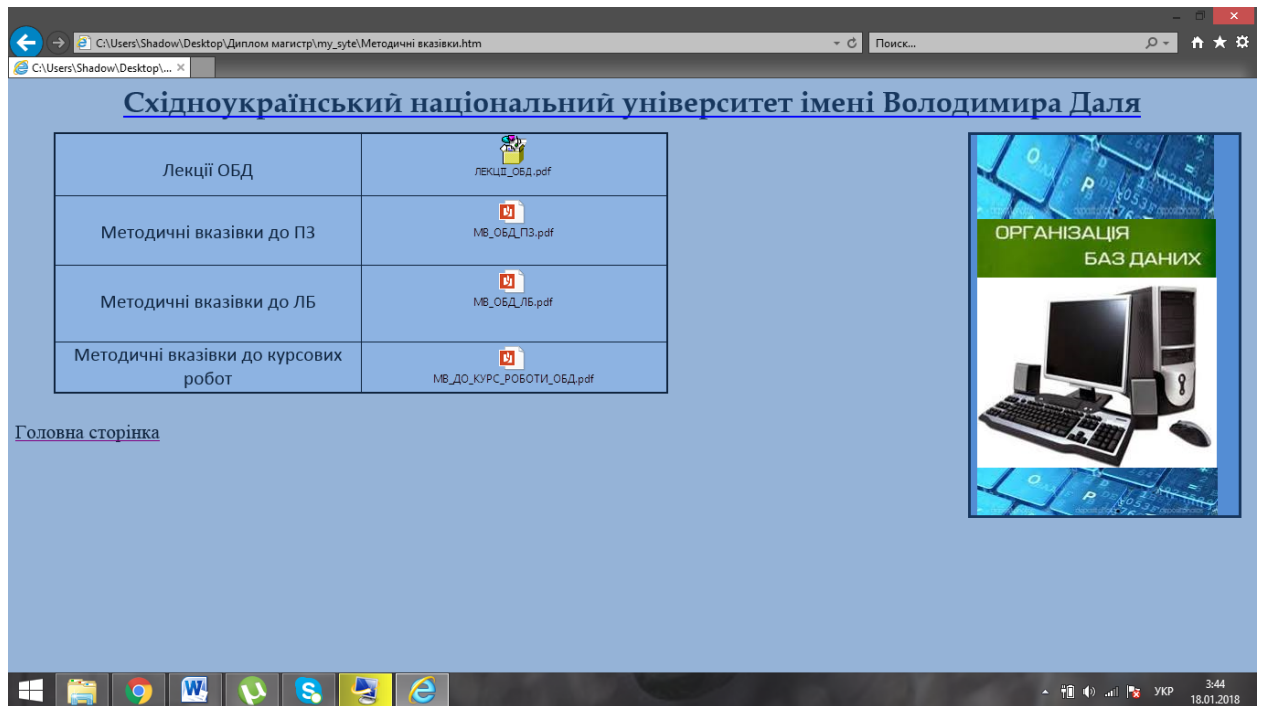 C:\Users\Shadow\Desktop\Диплом магистр\my_syte\Методичні вказівки.htm
Поиск...
C:\Users\Shadow\Desktop\...
Східноукраїнський національний університет імені Володимира Даля
Лекції ОБД
ЛЕКЦІЇ_ОБД.pdf
Методичні вказівки до ПЗ
МВ_ОБД_ПЗ.pdf
Методичні вказівки до ЛБ
МВ_ОБД_ЛБ.pdf
Методичні вказівки до курсових
робот
МВ_ДО_КУРС_РОБОТИ_ОБД.pdf
Головна сторінка
ОРГАНІЗАЦІЯ
БАЗ ДАНИХ
УКР
3:44
18.01.2018